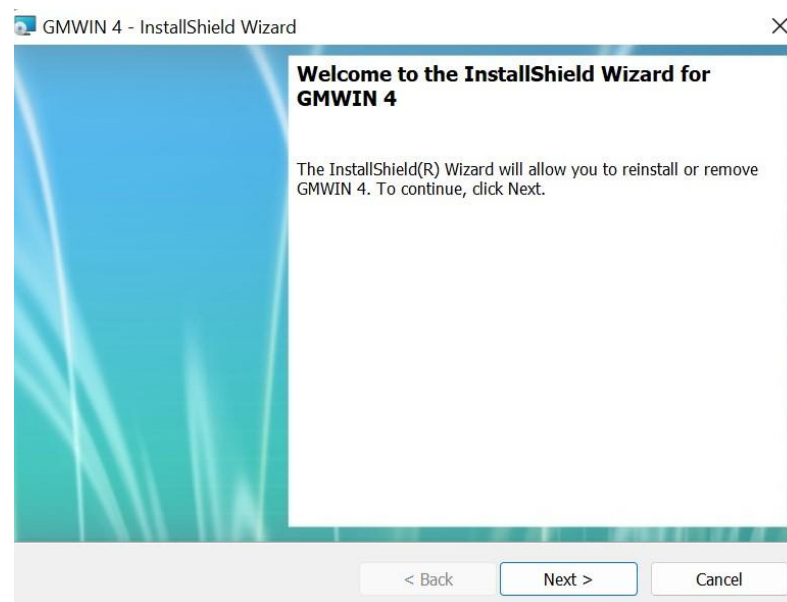 GMWIN 4 - InstallShield Wizard
Welcome to the InstallShield Wizard for
GMWIN 4
The InstallShield(R) Wizard will allow you to reinstall or remove
GMWIN 4. To continue, click Next.
< Back
Next >
Cancel